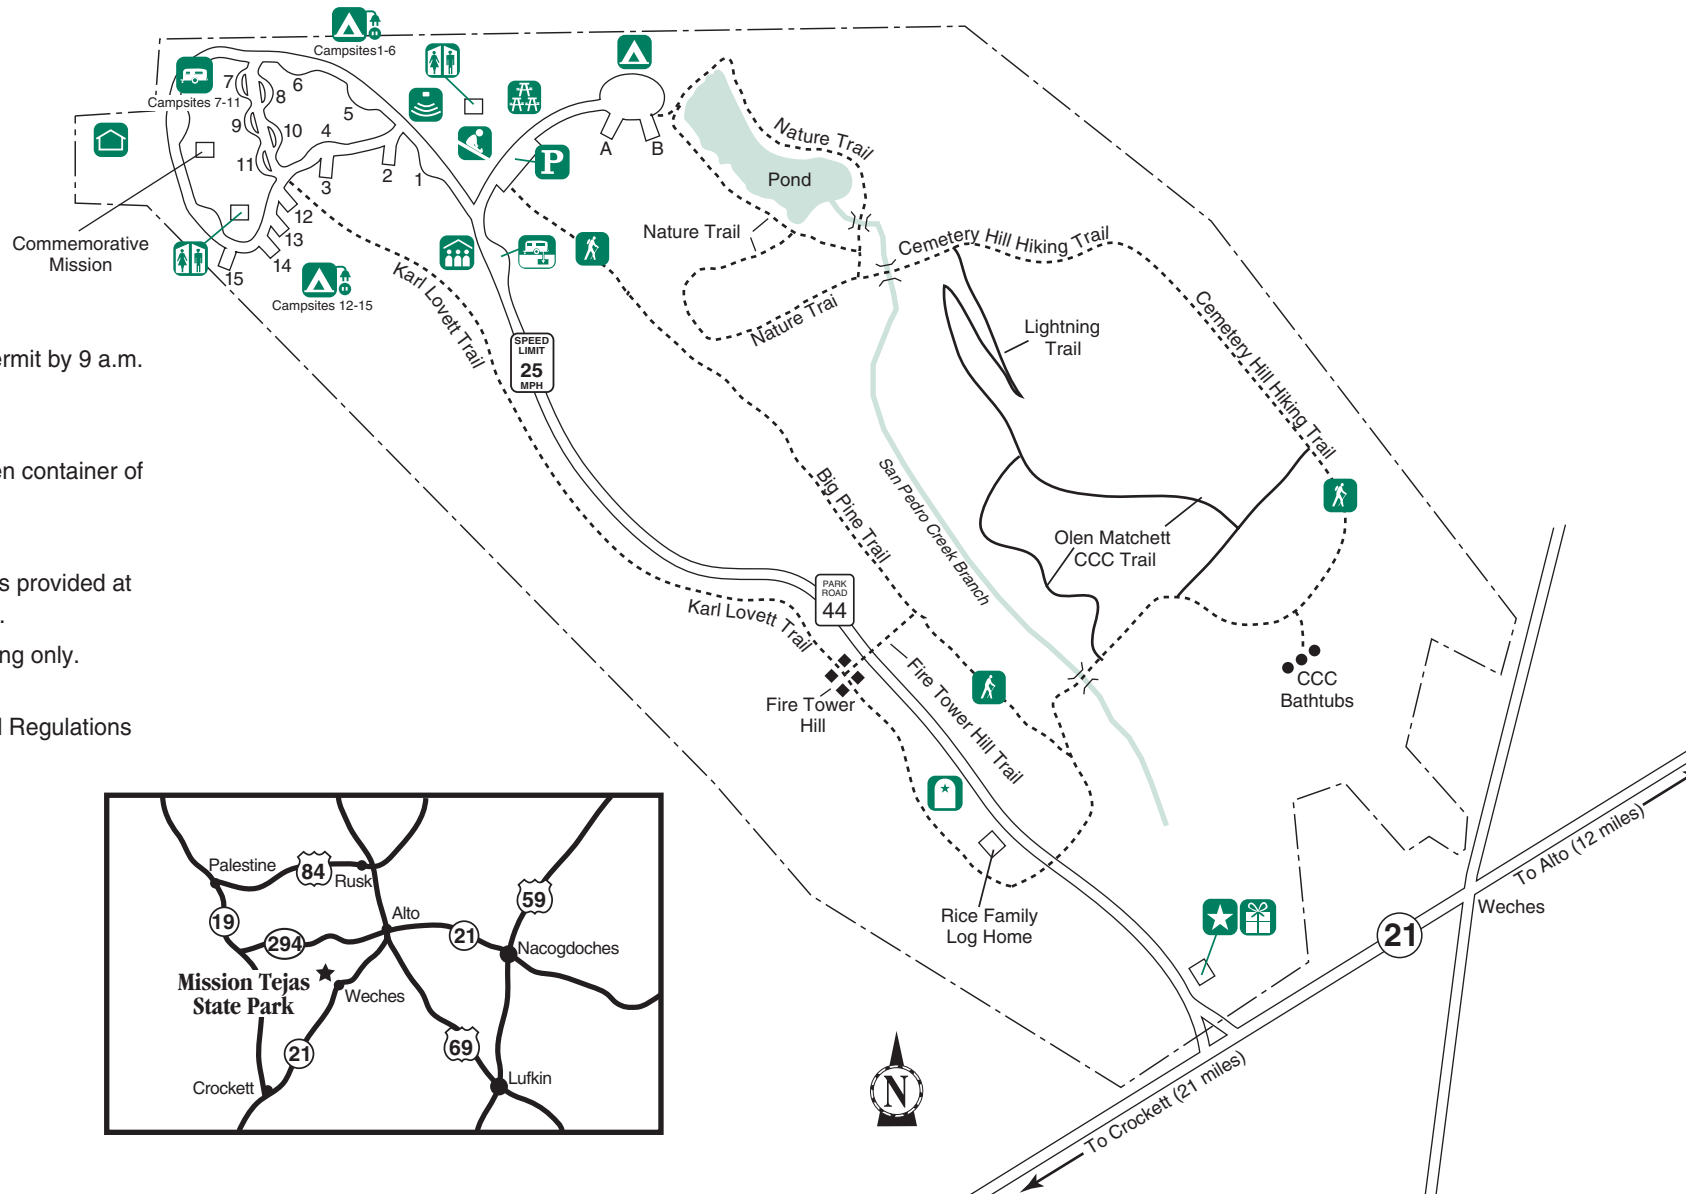 Campsites1-6
Campsites 7-11
7
6
8
5
9
10
4
11
3
2
1
12
13
14
15
A
B
P
Commemorative
Mission
Campsites 12-15
Nature Trail
Pond
Nature Trail
Nature Trai
Cemetery Hill Hiking Trail
Cemetery Hill Hiking Trail
Lightning
Trail
Karl Lovett Trail
SPEED
LIMIT
25
MPH
ermit by 9 a.m.
en container of
s provided at
.
ng only.
l Regulations
Big Pine Trail
San Pedro Creek Branch
Olen Matchett
CCC Trail
PARK
ROAD
44
Karl Lovett Trail
Fire Tower
Hill
Fire Tower Hill Trail
CCC
Bathtubs
Rice Family
Log Home
To Alto (12 miles)
Weches
21
To Crockett (21 miles)
N
Palestine
84
Rusk
19
294
Alto
21
59
Nacogdoches
Mission Tejas
State Park
Weches
21
69
Crockett
Lufkin